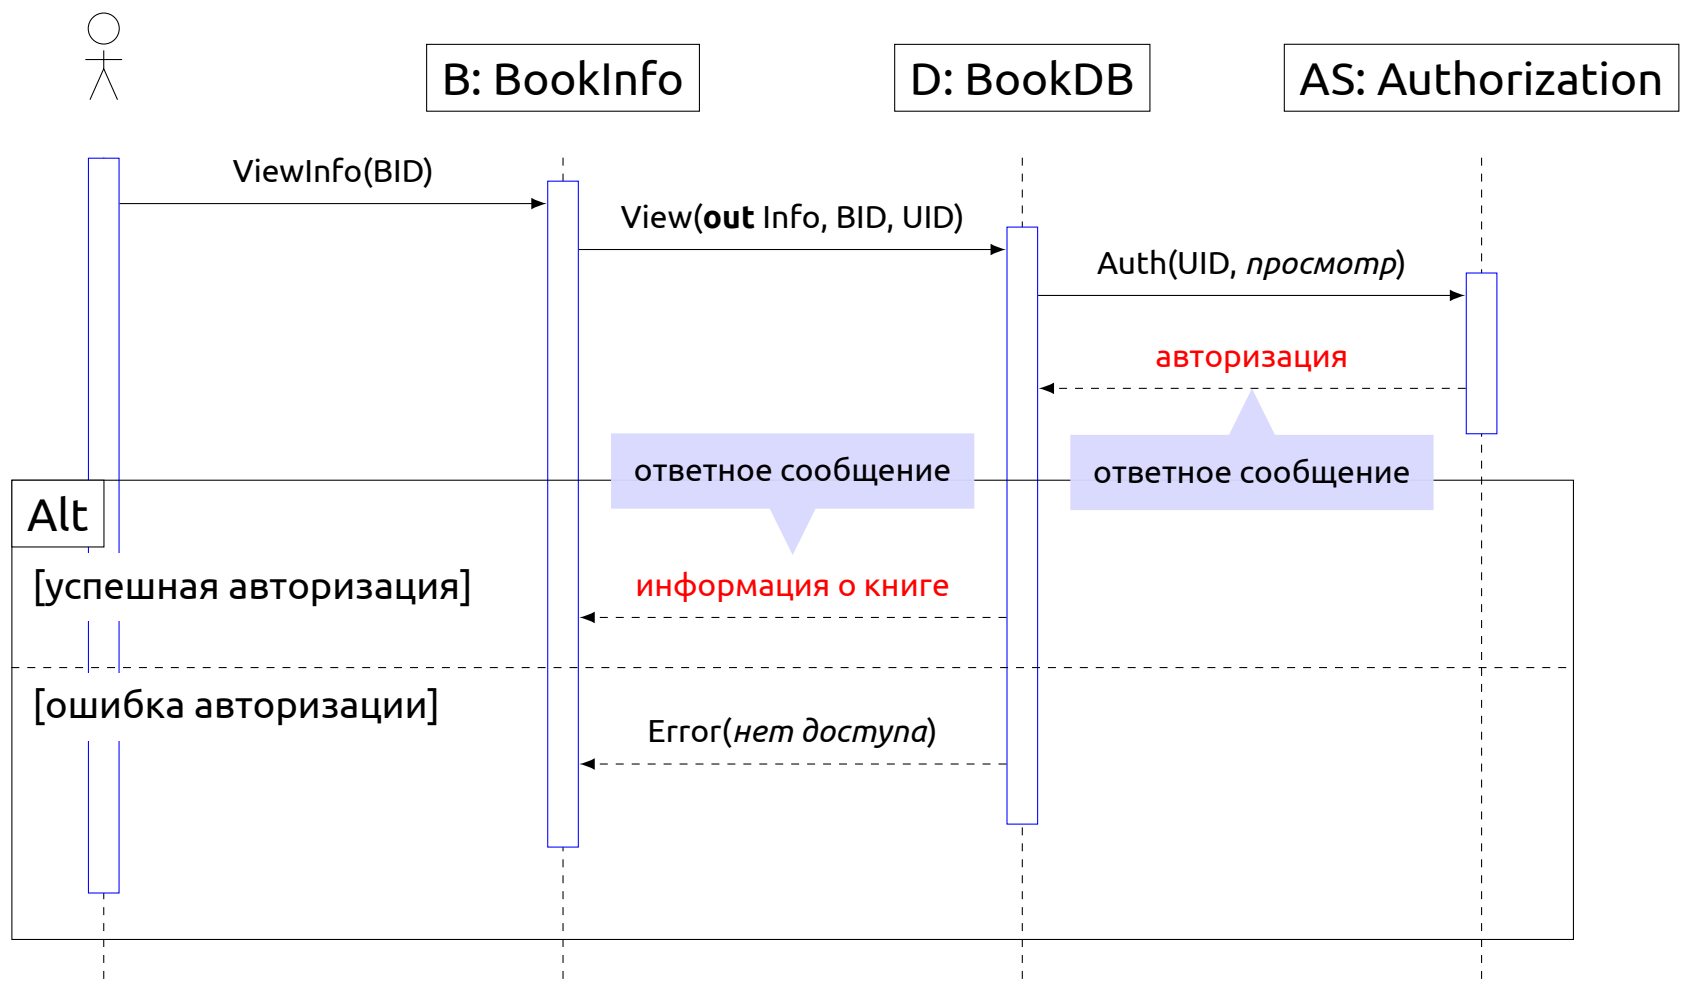 B: BookInfo
D: BookDB
AS: Authorization
ViewInfo(BID)
View(out Info, BID, UID)
Auth(UID, просмотр)
авторизация
ответное сообщение
ответное сообщение
Alt
[успешная авторизация]
информация о книге
[ошибка авторизации]
Error(нет доступа)